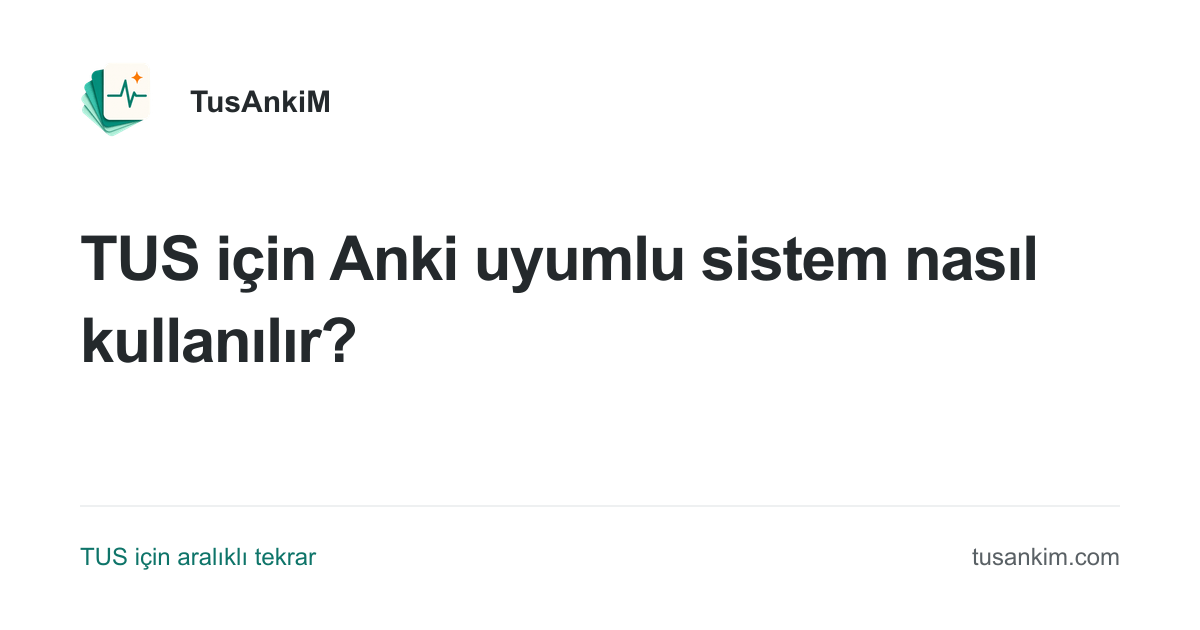 TusAnkiM
TUS için Anki uyumlu sistem nasıl
kullanılır?
TUS için aralıklı tekrar
tusankim.com